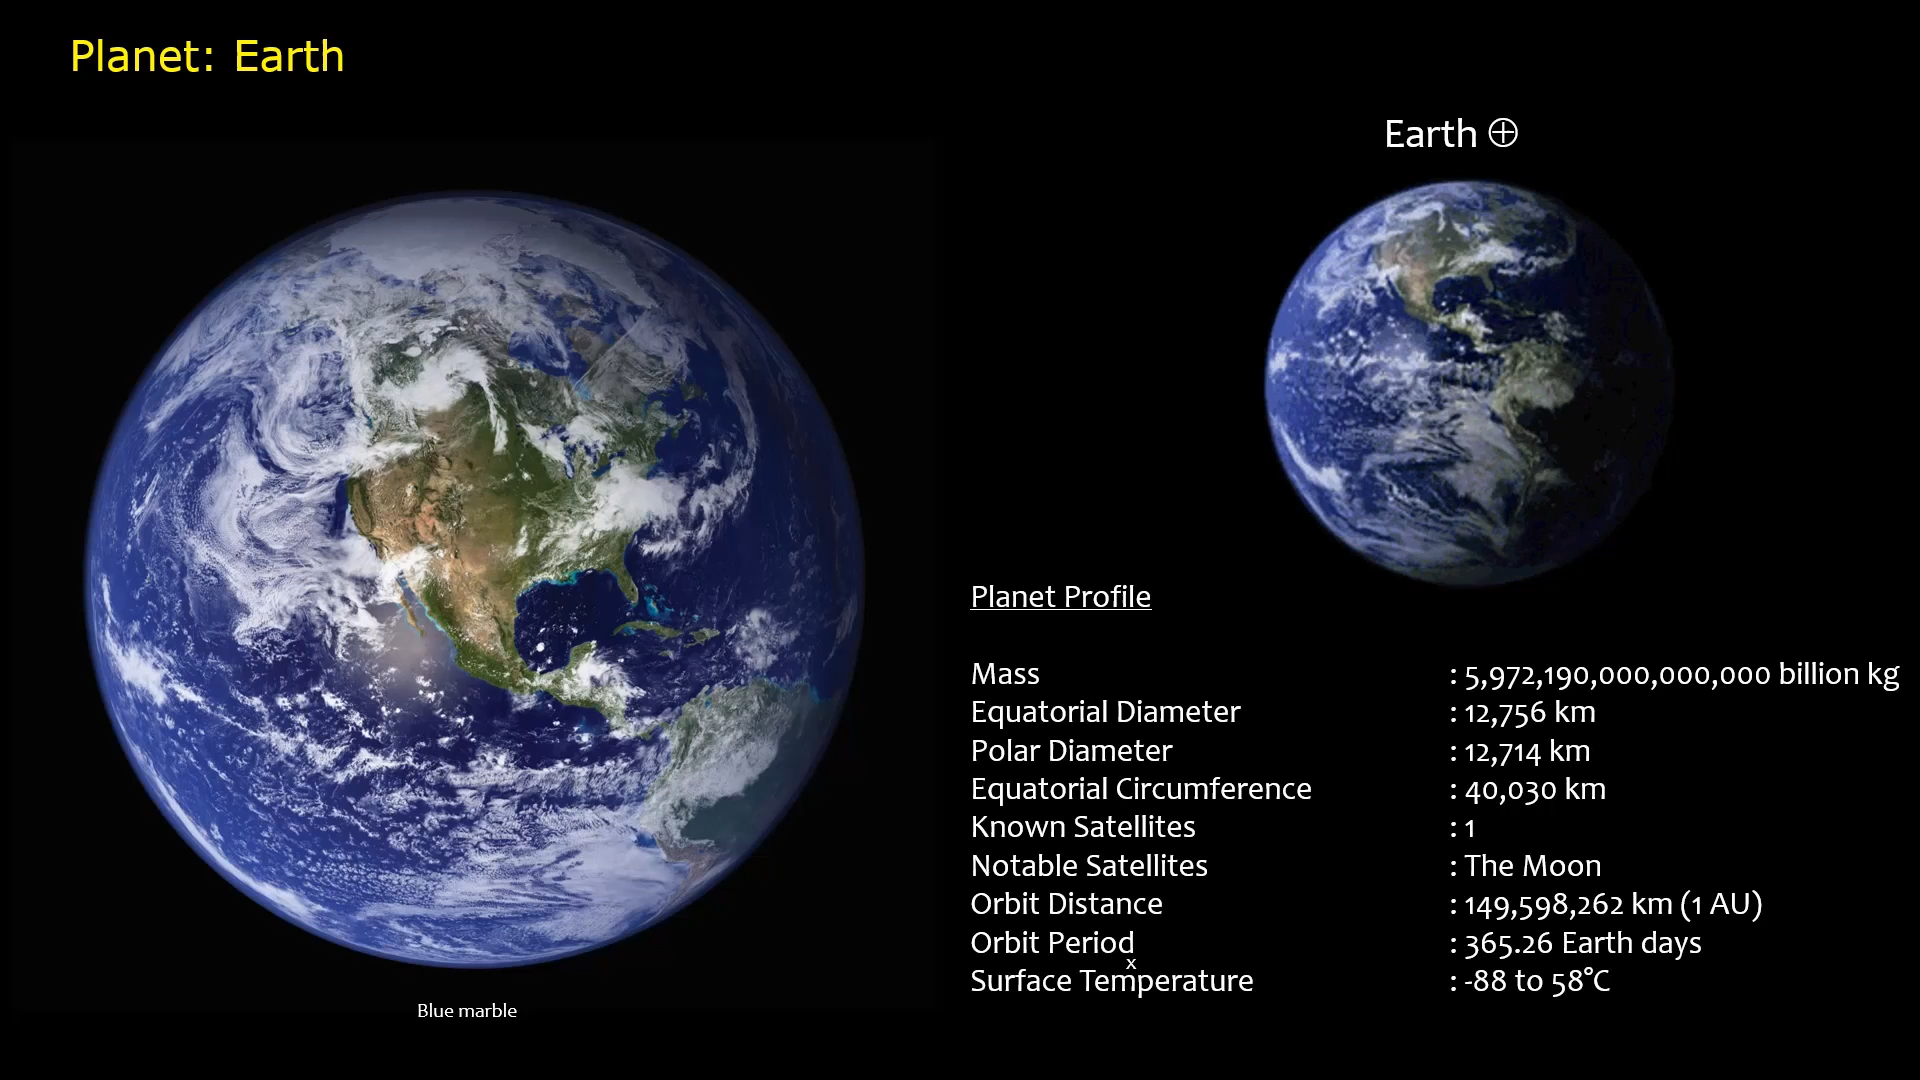 Planet: Earth
Earth ⊕
Planet Profile
Mass : 5,972,190,000,000,000 billion kg
Equatorial Diameter : 12,756 km
Polar Diameter : 12,714 km
Equatorial Circumference : 40,030 km
Known Satellites : 1
Notable Satellites : The Moon
Orbit Distance : 149,598,262 km (1 AU)
Orbit Period : 365.26 Earth days
x
Surface Temperature : -88 to 58°C
Blue marble